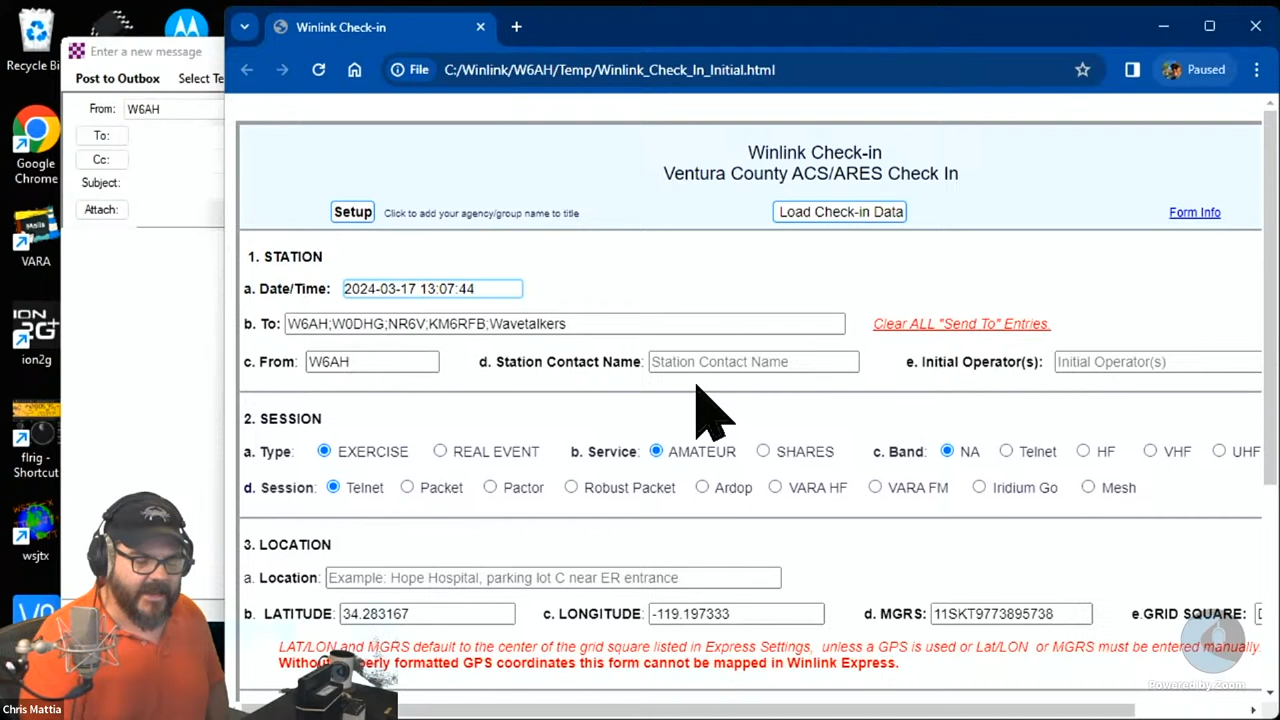 Recycle Bi
Google
Chrome
VARA
ION
2G+
ion2g
flrig -
Shortcut
wsjtx
Enter a new message
Post to Outbox Select Te
From: W6AH
To:
Cc:
Subject:
Attach:
Winlink Check-in
File C:/Winlink/W6AH/Temp/Winlink_Check_In_Initial.html Paused
Winlink Check-in
Ventura County ACS/ARES Check In
Setup Click to add your agency/group name to title Load Check-in Data Form Info
1. STATION
a. Date/Time: 2024-03-17 13:07:44
b. To: W6AH;W0DHG;NR6V;KM6RFB;Wavetalkers Clear ALL "Send To" Entries.
c. From: W6AH d. Station Contact Name: Station Contact Name e. Initial Operator(s): Initial Operator(s)
2. SESSION
a. Type: EXERCISE REAL EVENT b. Service: AMATEUR SHARES c. Band: NA Telnet HF VHF UHF
d. Session: Telnet Packet Pactor Robust Packet Ardop VARA HF VARA FM Iridium Go Mesh
3. LOCATION
a. Location: Example: Hope Hospital, parking lot C near ER entrance
b. LATITUDE: 34.283167 c. LONGITUDE: -119.197333 d. MGRS: 11SKT9773895738 e.GRID SQUARE:
LAT/LON and MGRS default to the center of the grid square listed in Express Settings, unless a GPS is used or Lat/LON or MGRS must be entered manually.
formatted GPS coordinates this form cannot be mapped in Winlink Express.
Powered by Zoom
Chris Mattia